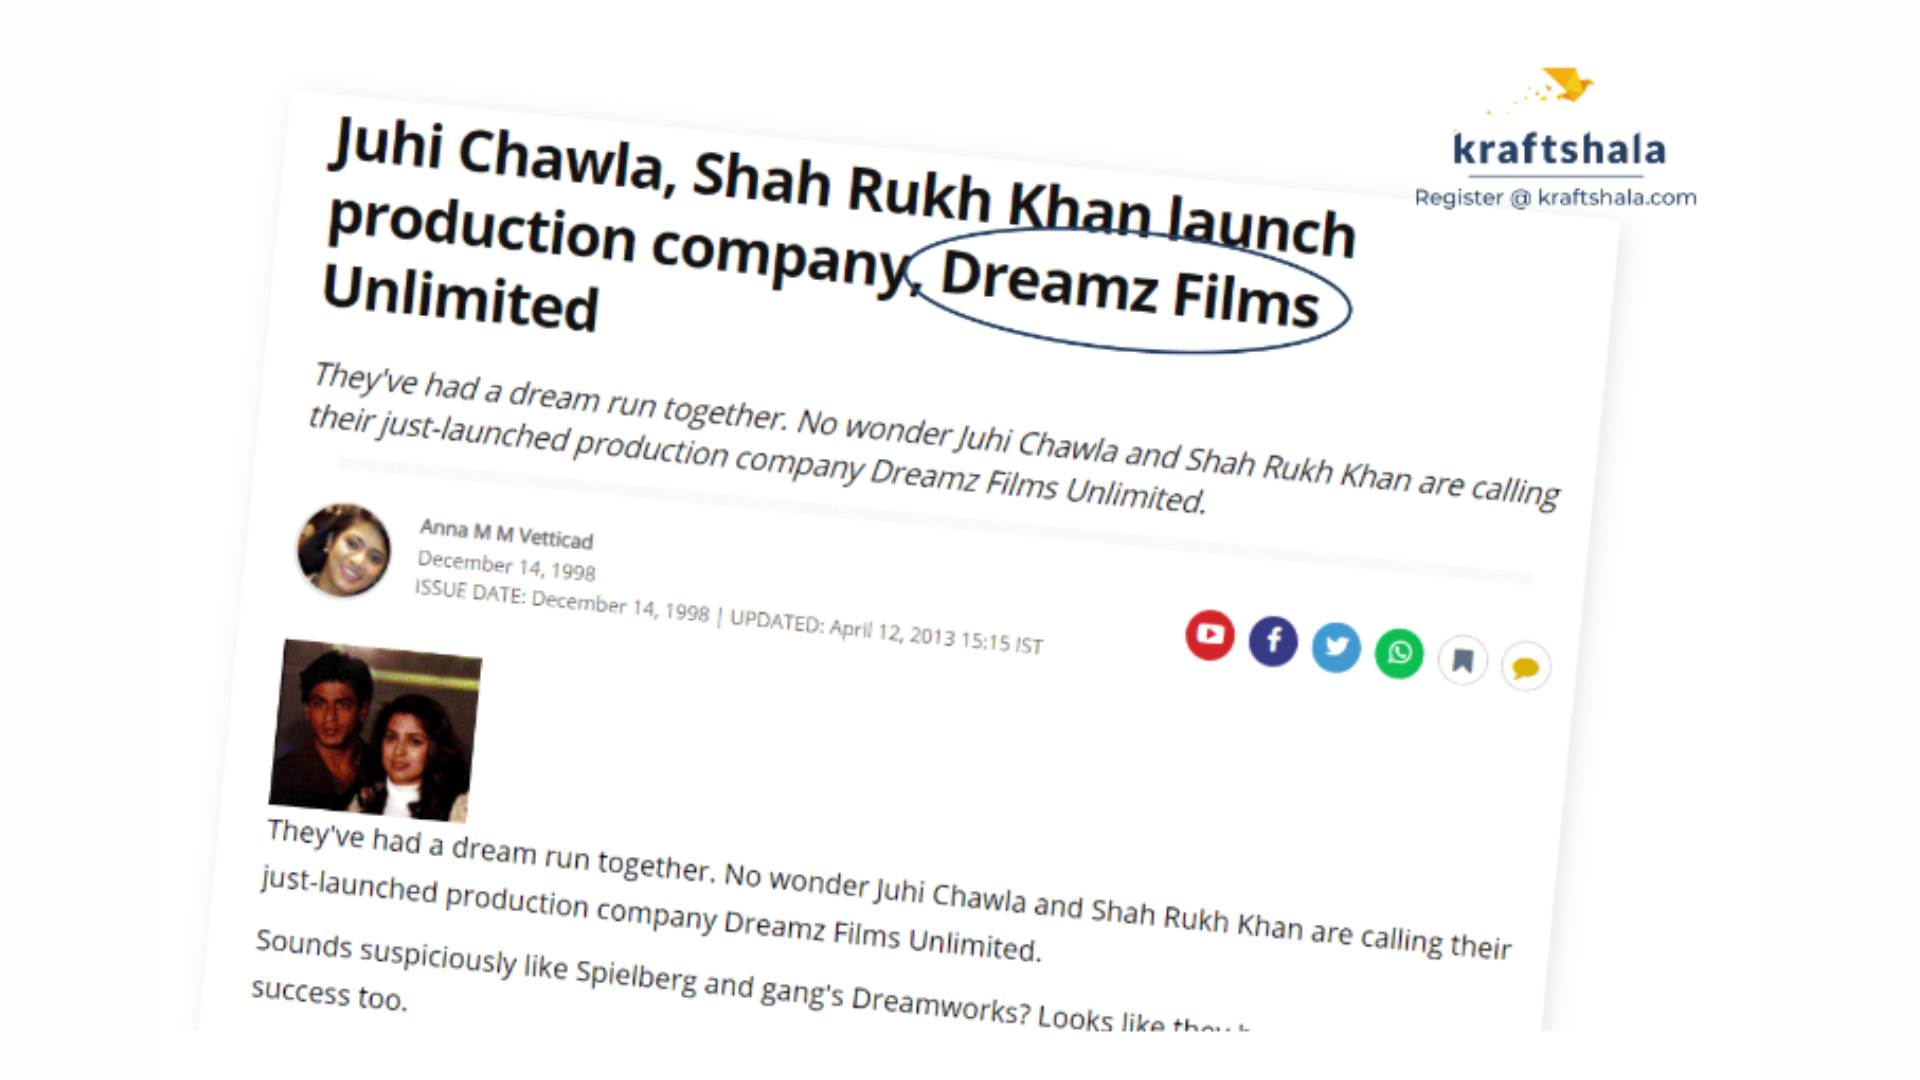 kraftshala
Register @ kraftshala.com
Juhi Chawla, Shah Rukh Khan launch
production company, Dreamz Films
Unlimited
They've had a dream run together. No wonder Juhi Chawla and Shah Rukh Khan are calling
their just-launched production company Dreamz Films Unlimited.
Anna M M Vetticad
December 14, 1998
ISSUE DATE: December 14, 1998 | UPDATED: April 12, 2013 15:15 IST
They've had a dream run together. No wonder Juhi Chawla and Shah Rukh Khan are calling their
just-launched production company Dreamz Films Unlimited.
Sounds suspiciously like Spielberg and gang's Dreamworks? Looks like they
success too.